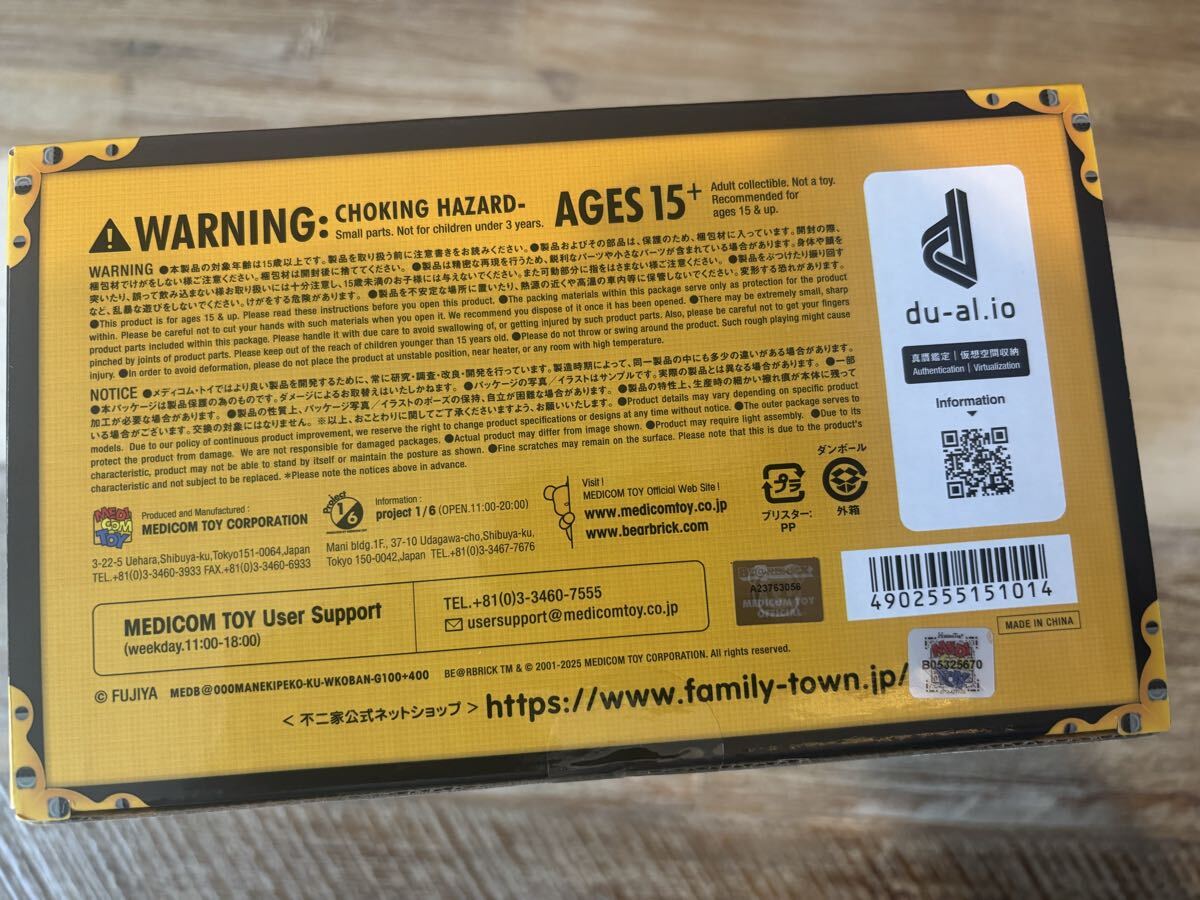 WARNING: CHOKING HAZARD-
Small parts. Not for children under 3 years.
AGES 15+
Adult collectible. Not a toy.
Recommended for
ages 15 & up.
WARNING ●本製品の対象年齢は15歳以上です。製品を取り扱う前に注意書きをお読みください。●製品およびその部品は、保護のため、梱包材に入っています。開封の際、
梱包材でけがをしない様ご注意ください。梱包材は開封後に捨ててください。●製品は精密な再現を行うため、鋭利なパーツや小さなパーツが含まれている場合があります。身体や頭を
突いたり、誤って飲み込まない様お取り扱いには十分注意し、15歳未満のお子様には与えないでください。また可動部分に指をはさまない様ご注意ください。●製品をぶつけたり振り回す
など、乱暴な遊びをしないでください。けがをする危険があります。●製品を不安定な場所に置いたり、熱源の近くや高温の車内等に保管しないでください。変形する恐れがあります。
●This product is for ages 15 & up. Please read these instructions before you open this product. ●The packing materials within this package serve only as protection for the product
within. Please be careful not to cut your hands with such materials when you open it. We recommend you dispose of it once it has been opened. ●There may be extremely small, sharp
product parts included within this package. Please handle it with due care to avoid swallowing of, or getting injured by such product parts. Also, please be careful not to get your fingers
pinched by joints of product parts. Please keep out of the reach of children younger than 15 years old. ●Please do not throw or swing around the product. Such rough playing might cause
injury. ●In order to avoid deformation, please do not place the product at unstable position, near heater, or any room with high temperature.
NOTICE ●メディコム・トイではより良い製品を開発するために、常に研究・調査・改良・開発を行っています。製造時期によって、同一製品の中にも多少の違いがある場合があります。
●本パッケージは製品保護の為のものです。ダメージによるお取替えはいたしかねます。●パッケージの写真／イラストはサンプルです。実際の製品とは異なる場合があります。●一部
加工が必要な場合があります。●製品の性質上、パッケージ写真／イラストのポーズの保持、自立が困難な場合があります。●製品の特性上、生産時の細かい擦れ痕が本体に残って
いる場合がございます。交換の対象にはなりません。※以上、おことわりに関してご了承くださいますよう、お願いいたします。●Product details may vary depending on specific product
models. Due to our policy of continuous product improvement, we reserve the right to change product specifications or designs at any time without notice. ●The outer package serves to
protect the product from damage. We are not responsible for damaged packages. ●Actual product may differ from image shown. ●Product may require light assembly. ●Due to its
characteristic, product may not be able to stand by itself or maintain the posture as shown. ●Fine scratches may remain on the surface. Please note that this is due to the product's
characteristic and not subject to be replaced. *Please note the notices above in advance.
MEDI
COM
TOY
Produced and Manufactured :
MEDICOM TOY CORPORATION
3-22-5 Uehara,Shibuya-ku,Tokyo151-0064,Japan
TEL.+81(0)3-3460-3933 FAX.+81(0)3-3460-6933
Project
1/6
Information :
project 1/6 (OPEN.11:00-20:00)
Mani bldg.1F., 37-10 Udagawa-cho,Shibuya-ku,
Tokyo 150-0042,Japan TEL.+81(0)3-3467-7676
Visit !
MEDICOM TOY Official Web Site !
www.medicomtoy.co.jp
www.bearbrick.com
プラ
ブリスター:
PP
ダンボール
外箱
MEDICOM TOY User Support
(weekday.11:00-18:00)
TEL.+81(0)3-3460-7555
usersupport@medicomtoy.co.jp
BE@RBRICK
A23763056
MEDICOM TOY
OFFICIAL
© FUJIYA
MEDB@000MANEKIPEKO-KU-WKOBAN-G100+400
BE@RBRICK TM & © 2001-2025 MEDICOM TOY CORPORATION. All rights reserved.
< 不二家公式ネットショップ > https://www.family-town.jp/
du-al.io
真贋鑑定 | 仮想空間収納
Authentication | Virtualization
Information
4902555151014
MADE IN CHINA
MEDI
B05325670
TOY